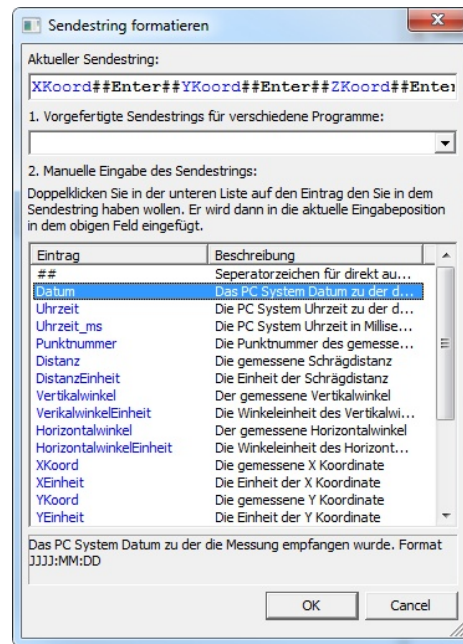 Sendestring formatieren
Aktueller Sendestring:
XKoord##Enter##YKoord##Enter##ZKoord##Enter
1. Vorgefertigte Sendestrings für verschiedene Programme:
2. Manuelle Eingabe des Sendestrings:
Doppelklicken Sie in der unteren Liste auf den Eintrag den Sie in dem
Sendestring haben wollen. Er wird dann in die aktuelle Eingabeposition
in dem obigen Feld eingefügt.
Eintrag Beschreibung
## Seperatorzeichen für direkt au...
Datum Das PC System Datum zu der d...
Uhrzeit Die PC System Uhrzeit zu der d...
Uhrzeit_ms Die PC System Uhrzeit in Millise...
Punktnummer Die Punktnummer des gemesse...
Distanz Die gemessene Schrägdistanz
DistanzEinheit Die Einheit der Schrägdistanz
Vertikalwinkel Der gemessene Vertikalwinkel
VerikalwinkelEinheit Die Winkeleinheit des Vertikalwi...
Horizontalwinkel Der gemessene Horizontalwinkel
HorizontalwinkelEinheit Die Winkeleinheit des Horizont...
XKoord Die gemessene X Koordinate
XEinheit Die Einheit der X Koordinate
YKoord Die gemessene Y Koordinate
YEinheit Die Einheit der Y Koordinate
Das PC System Datum zu der die Messung empfangen wurde. Format
JJJJ:MM:DD
OK Cancel